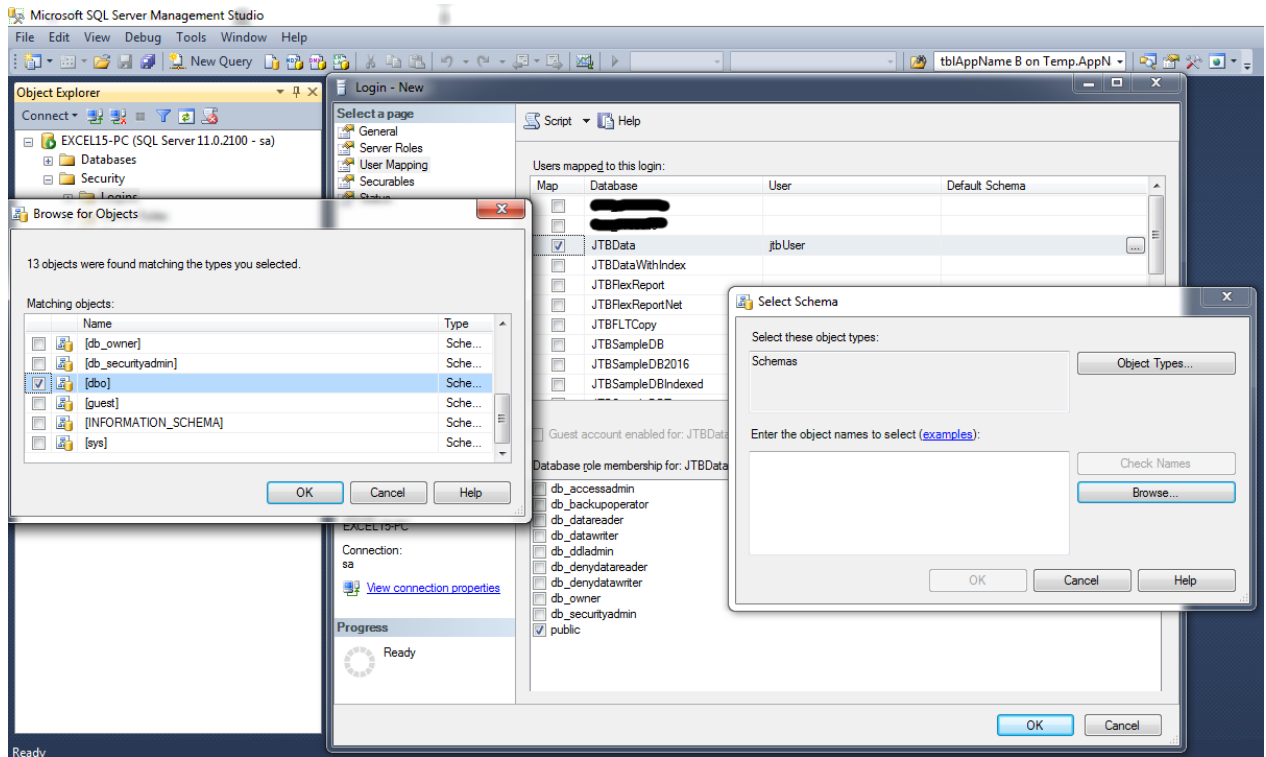 Microsoft SQL Server Management Studio
File Edit View Debug Tools Window Help
New Query
tblAppName B on Temp.AppN
Object Explorer
Connect
EXCEL15-PC (SQL Server 11.0.2100 - sa)
Databases
Security
Logins
Login - New
Select a page
General
Server Roles
User Mapping
Securables
Status
Script Help
Users mapped to this login:
Map Database User Default Schema
JTBData jtbUser ...
JTBDataWithIndex
JTBFlexReport
JTBFlexReportNet
JTBFLTCopy
JTBSampleDB
JTBSampleDB2016
JTBSampleDBIndexed
Guest account enabled for: JTBData
Database role membership for: JTBData
db_accessadmin
db_backupoperator
db_datareader
db_datawriter
db_ddladmin
db_denydatareader
db_denydatawriter
db_owner
db_securityadmin
public
EXCEL15-PC
Connection:
sa
View connection properties
Progress
Ready
OK Cancel
Browse for Objects
13 objects were found matching the types you selected.
Matching objects:
Name Type
[db_owner] Sche...
[db_securityadmin] Sche...
[dbo] Sche...
[guest] Sche...
[INFORMATION_SCHEMA] Sche...
[sys] Sche...
OK Cancel Help
Select Schema
Select these object types:
Schemas
Object Types...
Enter the object names to select (examples):
Check Names
Browse...
OK Cancel Help
Ready